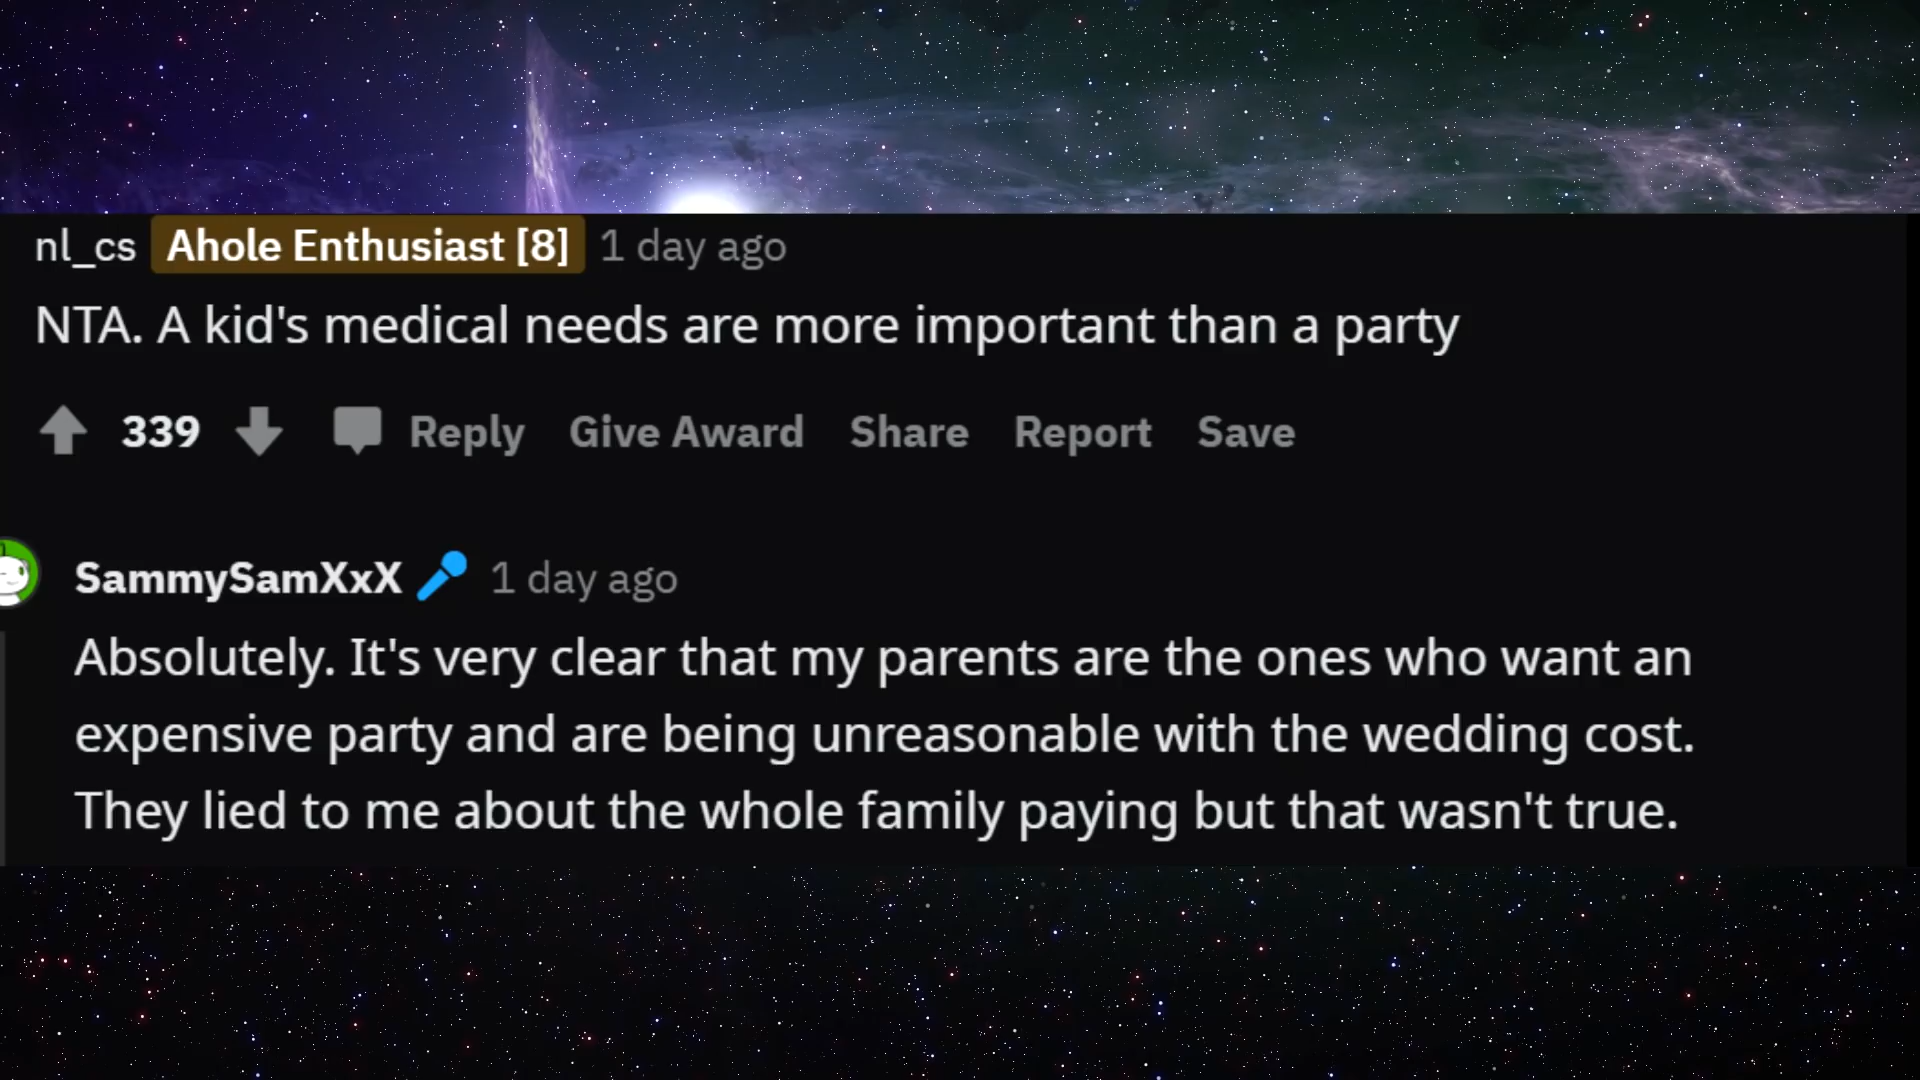 nl_cs Ahole Enthusiast [8] 1 day ago
NTA. A kid's medical needs are more important than a party
339 Reply Give Award Share Report Save
SammySamXxX 1 day ago
Absolutely. It's very clear that my parents are the ones who want an
expensive party and are being unreasonable with the wedding cost.
They lied to me about the whole family paying but that wasn't true.